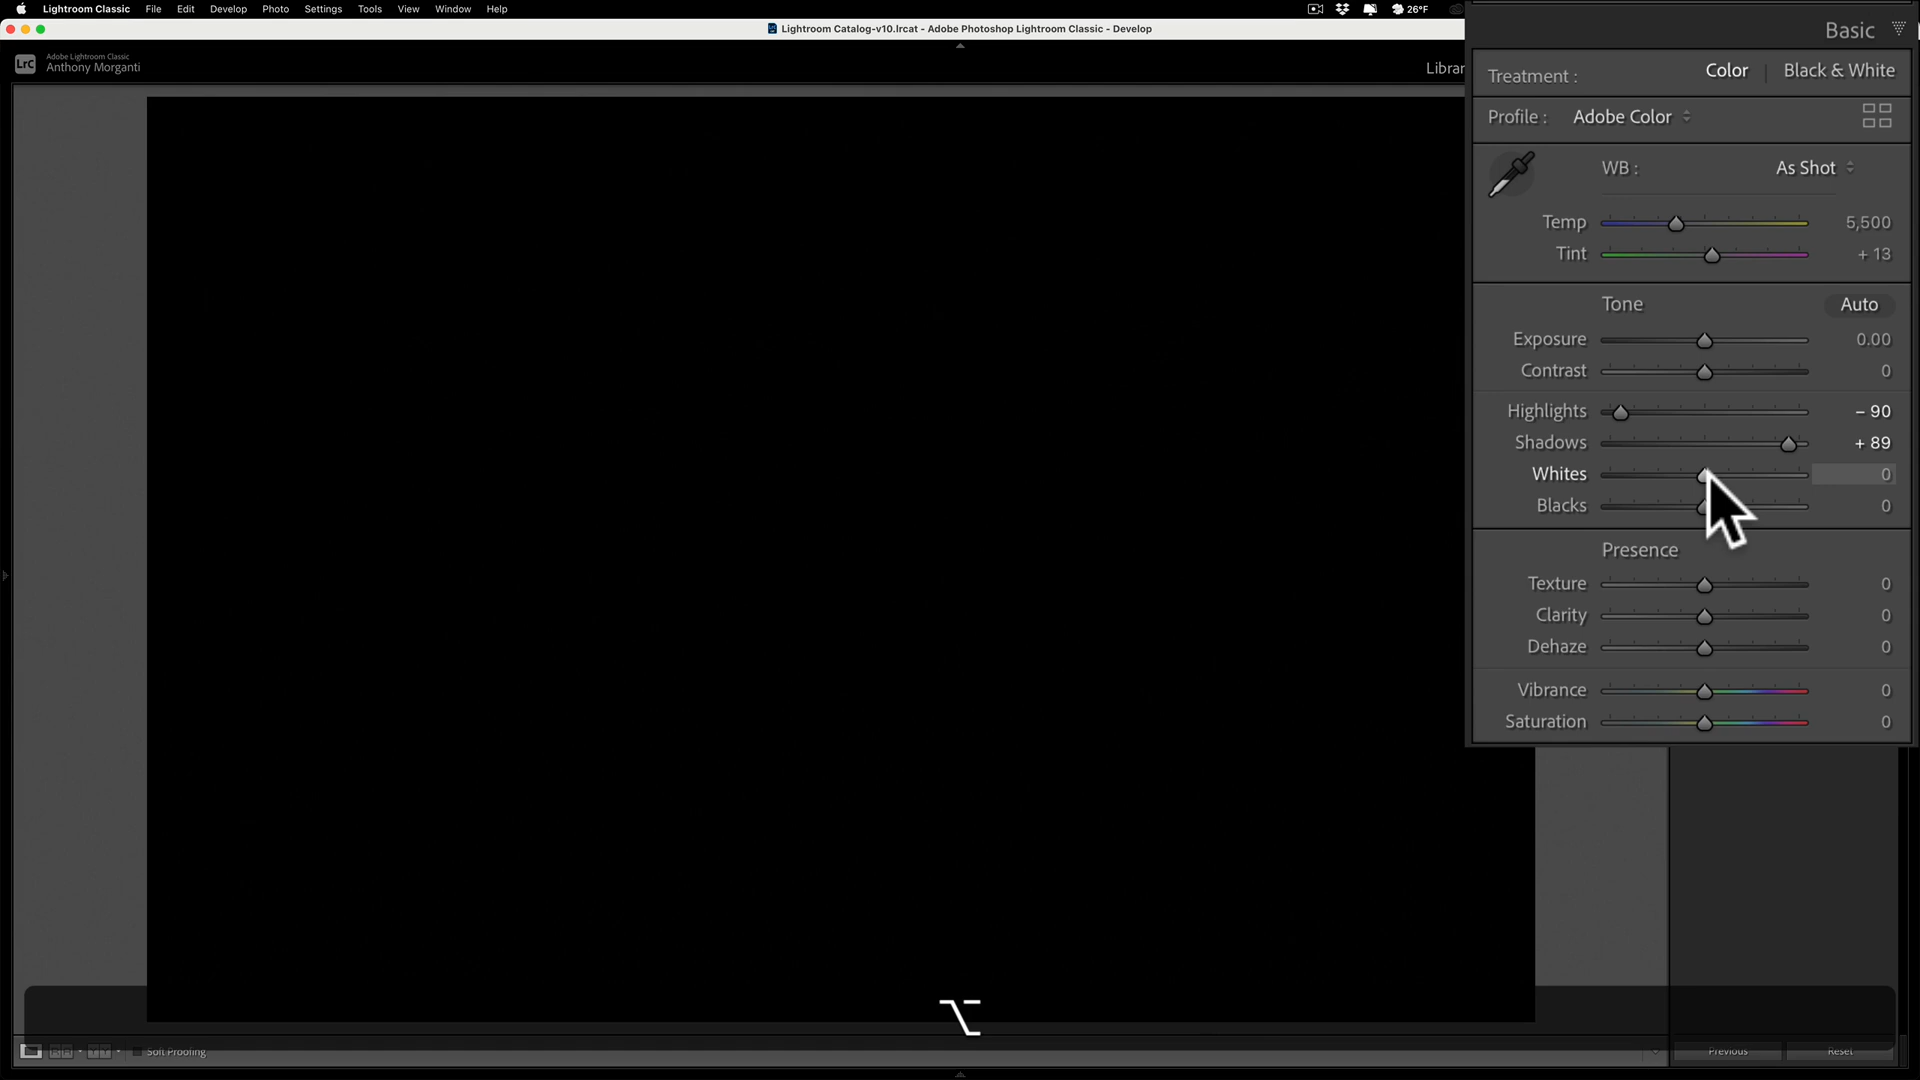 Lightroom Classic File Edit Develop Photo Settings Tools View Window Help 26°F
Lightroom Catalog-v10.lrcat - Adobe Photoshop Lightroom Classic - Develop
LrC Adobe Lightroom Classic
Anthony Morganti
Librar
Basic
Treatment : Color | Black & White
Profile : Adobe Color
WB : As Shot
Temp 5,500
Tint + 13
Tone Auto
Exposure 0.00
Contrast 0
Highlights – 90
Shadows + 89
Whites 0
Blacks 0
Presence
Texture 0
Clarity 0
Dehaze 0
Vibrance 0
Saturation 0
⌥
Soft Proofing Previous Reset